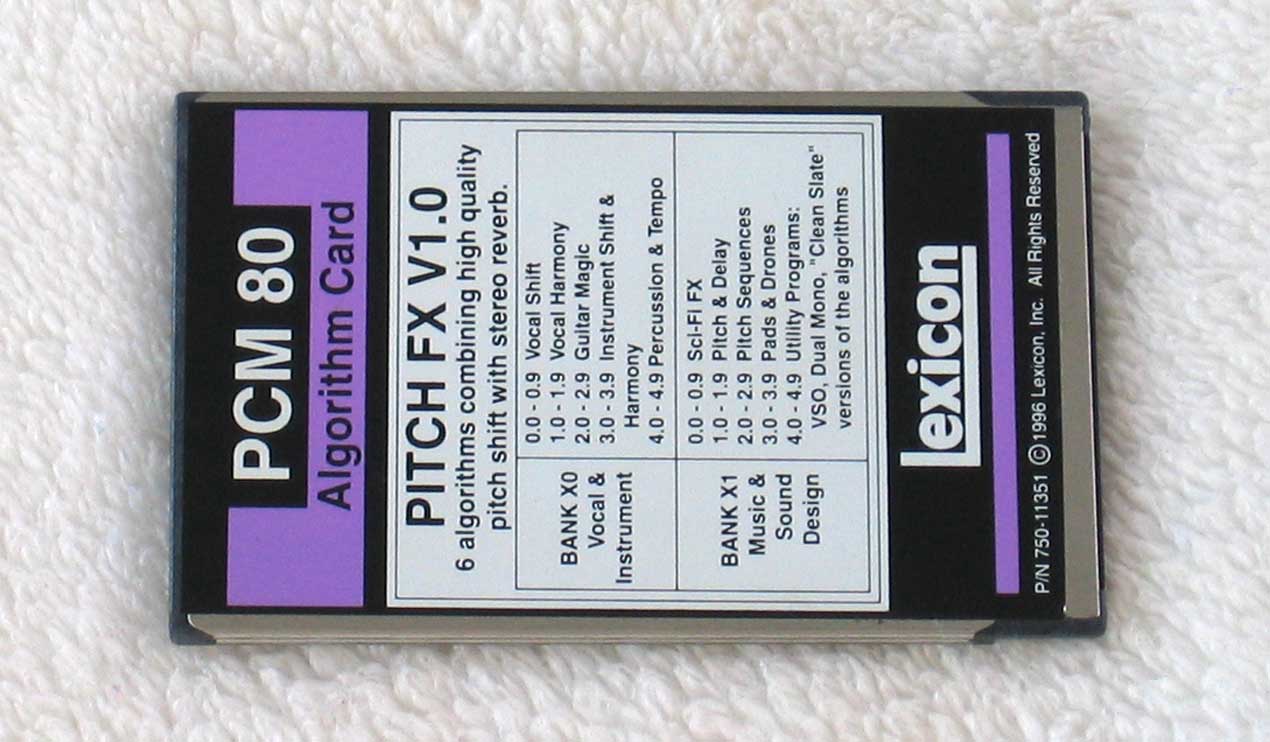 PCM 80
Algorithm Card
PITCH FX V1.0
6 algorithms combining high quality
pitch shift with stereo reverb.
BANK X0
Vocal &
Instrument
0.0 - 0.9 Vocal Shift
1.0 - 1.9 Vocal Harmony
2.0 - 2.9 Guitar Magic
3.0 - 3.9 Instrument Shift &
Harmony
4.0 - 4.9 Percussion & Tempo
BANK X1
Music &
Sound
Design
0.0 - 0.9 Sci-Fi FX
1.0 - 1.9 Pitch & Delay
2.0 - 2.9 Pitch Sequences
3.0 - 3.9 Pads & Drones
4.0 - 4.9 Utility Programs:
VSO, Dual Mono, "Clean Slate"
versions of the algorithms
lexicon
P/N 750-11351 ©1996 Lexicon, Inc. All Rights Reserved